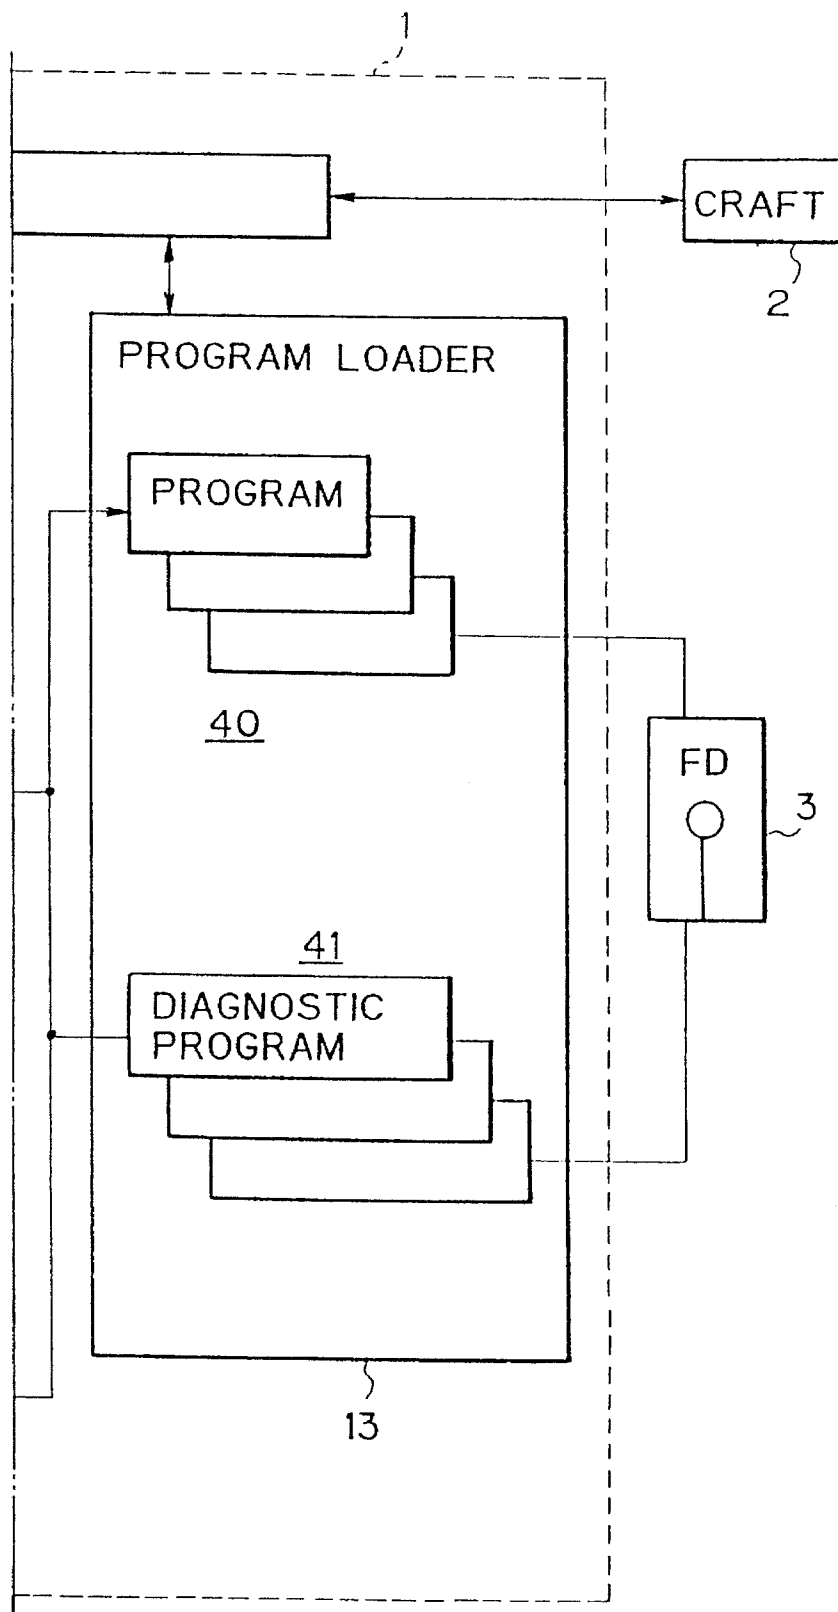 1
CRAFT
2
PROGRAM LOADER
PROGRAM
40
FD
3
41
DIAGNOSTIC
PROGRAM
13